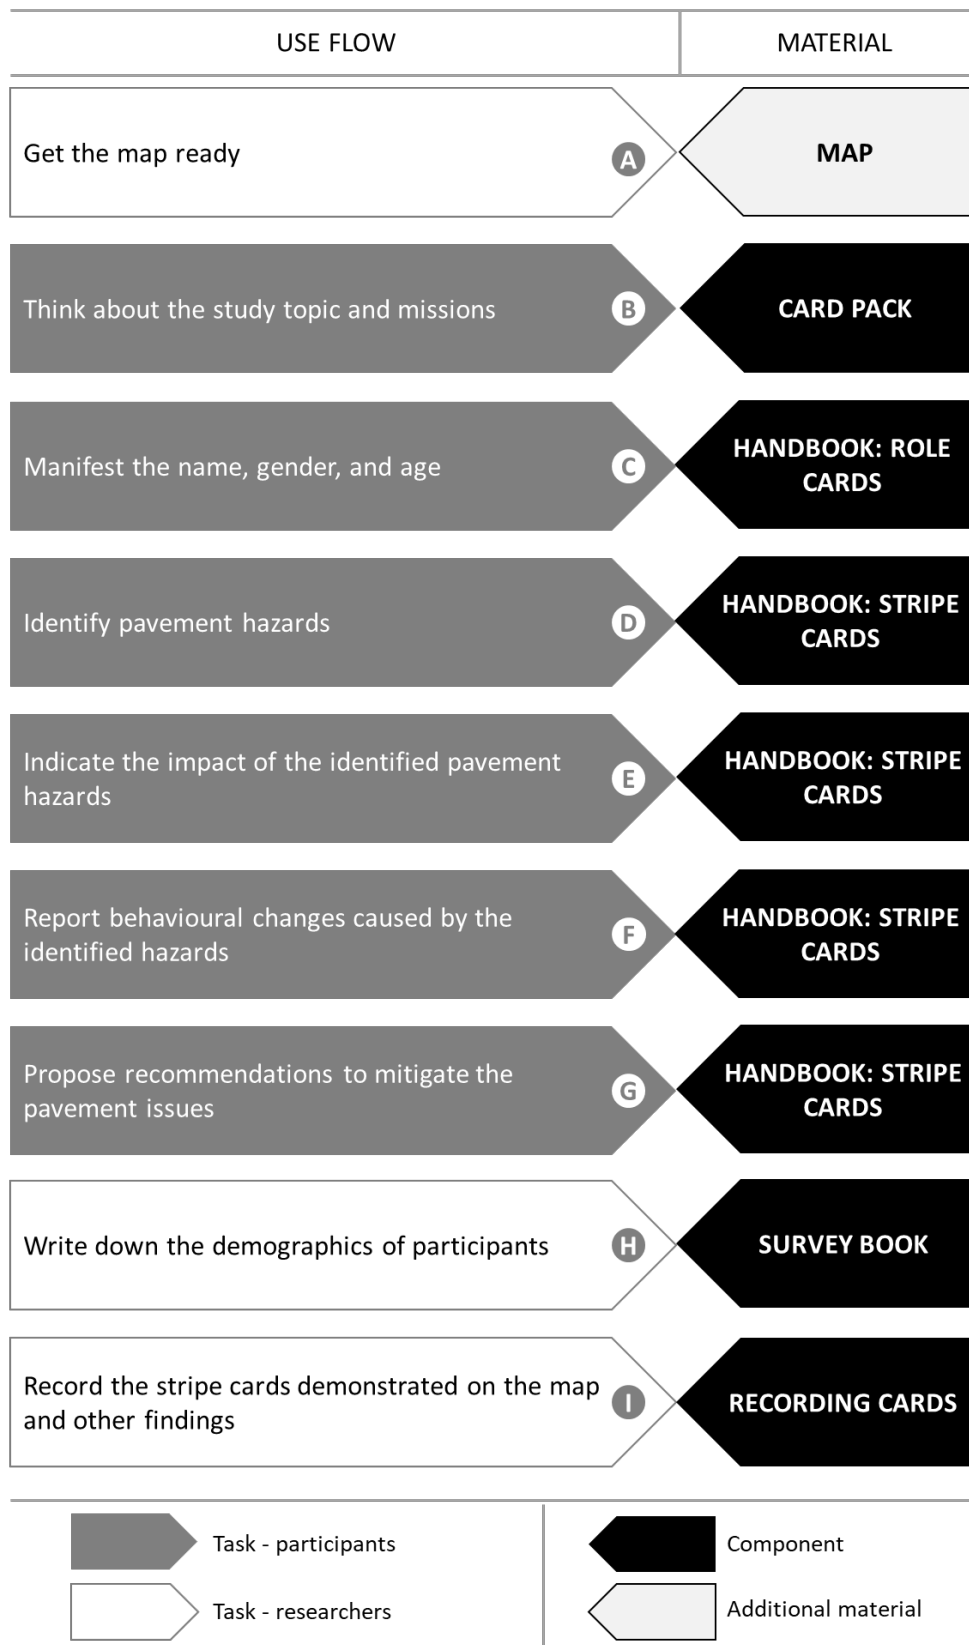 USE FLOW
MATERIAL
Get the map ready
A
MAP
Think about the study topic and missions
B
CARD PACK
Manifest the name, gender, and age
C
HANDBOOK: ROLE
CARDS
Identify pavement hazards
D
HANDBOOK: STRIPE
CARDS
Indicate the impact of the identified pavement
hazards
E
HANDBOOK: STRIPE
CARDS
Report behavioural changes caused by the
identified hazards
F
HANDBOOK: STRIPE
CARDS
Propose recommendations to mitigate the
pavement issues
G
HANDBOOK: STRIPE
CARDS
Write down the demographics of participants
H
SURVEY BOOK
Record the stripe cards demonstrated on the map
and other findings
I
RECORDING CARDS
Task - participants
Component
Task - researchers
Additional material